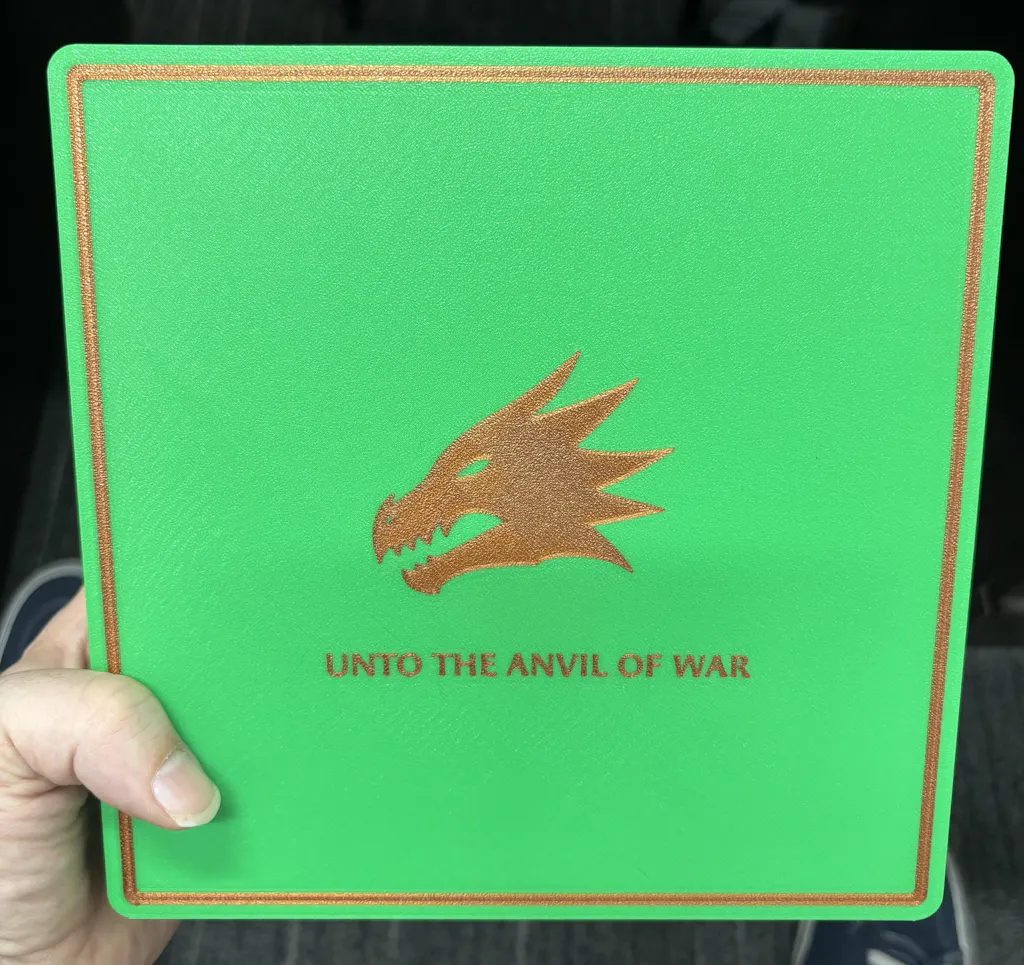 UNTO THE ANVIL OF WAR